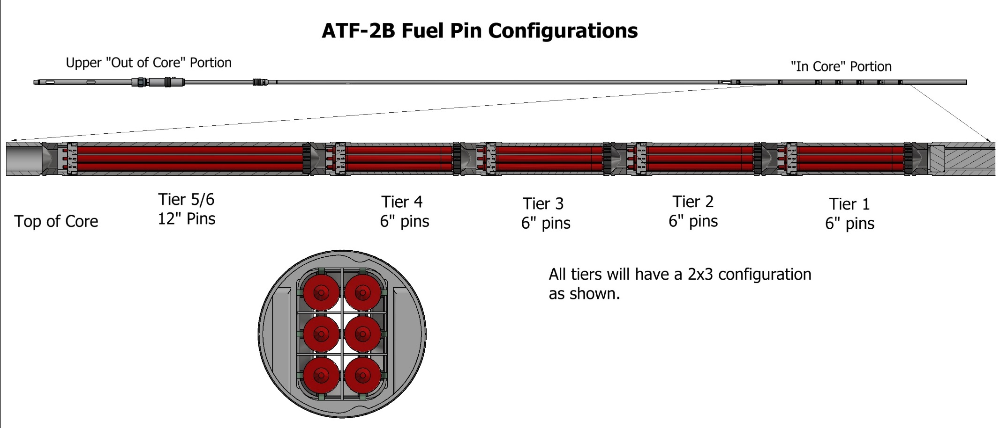 ATF-2B Fuel Pin Configurations
Upper "Out of Core" Portion
"In Core" Portion
Tier 5/6
12" Pins
Tier 4
6" pins
Tier 3
6" pins
Tier 2
6" pins
Tier 1
6" pins
Top of Core
All tiers will have a 2x3 configuration
as shown.